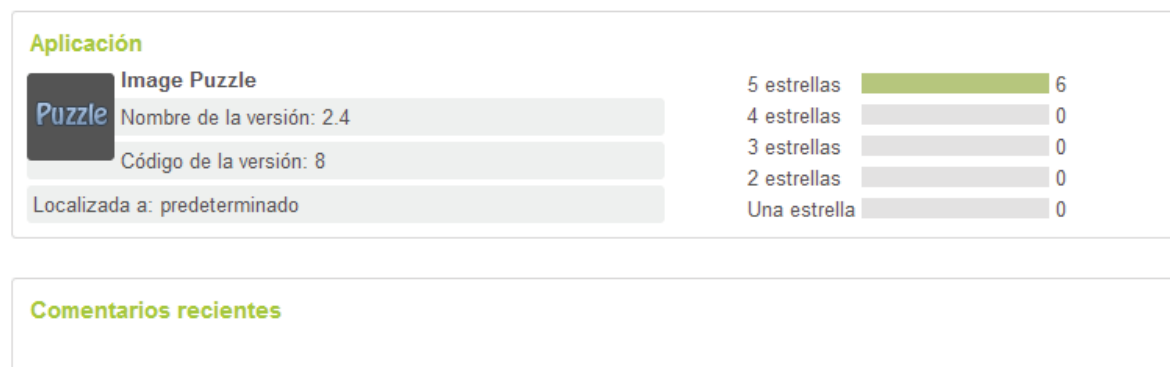 Aplicación
Image Puzzle
Puzzle
Nombre de la versión: 2.4
Código de la versión: 8
Localizada a: predeterminado
5 estrellas 6
4 estrellas 0
3 estrellas 0
2 estrellas 0
Una estrella 0
Comentarios recientes